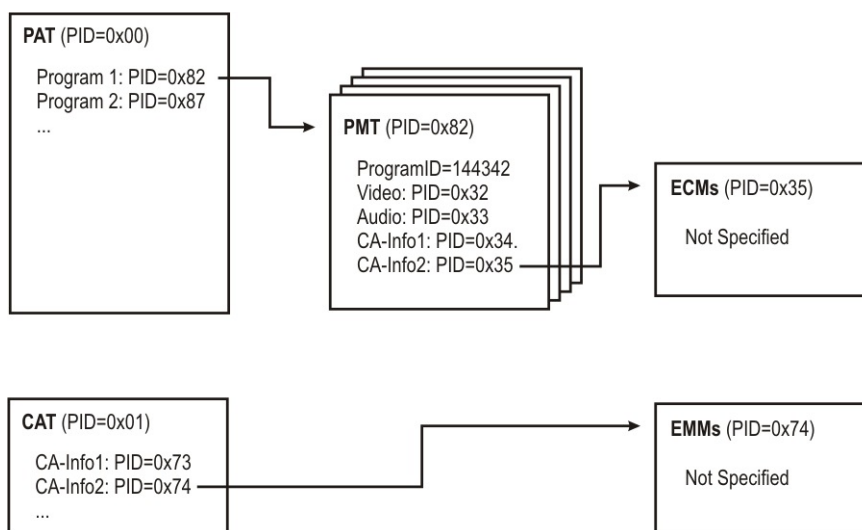 PAT (PID=0x00)
Program 1: PID=0x82
Program 2: PID=0x87
...
PMT (PID=0x82)
ProgramID=144342
Video: PID=0x32
Audio: PID=0x33
CA-Info1: PID=0x34.
CA-Info2: PID=0x35
ECMs (PID=0x35)
Not Specified
CAT (PID=0x01)
CA-Info1: PID=0x73
CA-Info2: PID=0x74
...
EMMs (PID=0x74)
Not Specified